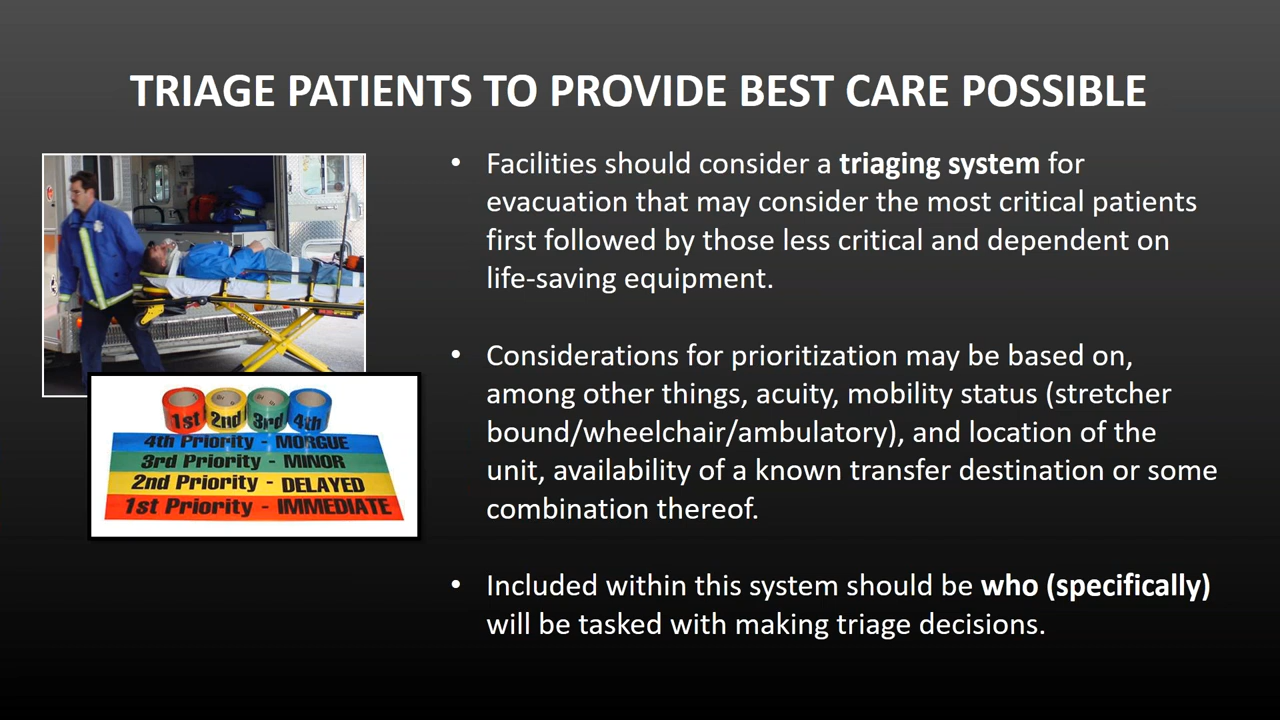 TRIAGE PATIENTS TO PROVIDE BEST CARE POSSIBLE
• Facilities should consider a triaging system for
evacuation that may consider the most critical patients
first followed by those less critical and dependent on
life-saving equipment.
• Considerations for prioritization may be based on,
among other things, acuity, mobility status (stretcher
bound/wheelchair/ambulatory), and location of the
unit, availability of a known transfer destination or some
combination thereof.
• Included within this system should be who (specifically)
will be tasked with making triage decisions.
1st 2nd 3rd 4th
4th Priority - MORGUE
3rd Priority - MINOR
2nd Priority - DELAYED
1st Priority - IMMEDIATE